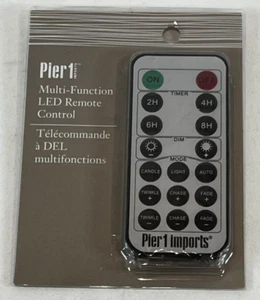 Pier 1
Multi-Function
LED Remote
Control
Télécommande
à DEL
multifonctions
ON OFF
TIMER
2H 4H
6H 8H
DIM
MODE
CANDLE LIGHT AUTO
TWINKLE + CHASE + FADE +
TWINKLE - CHASE - FADE -
Pier 1 Imports®